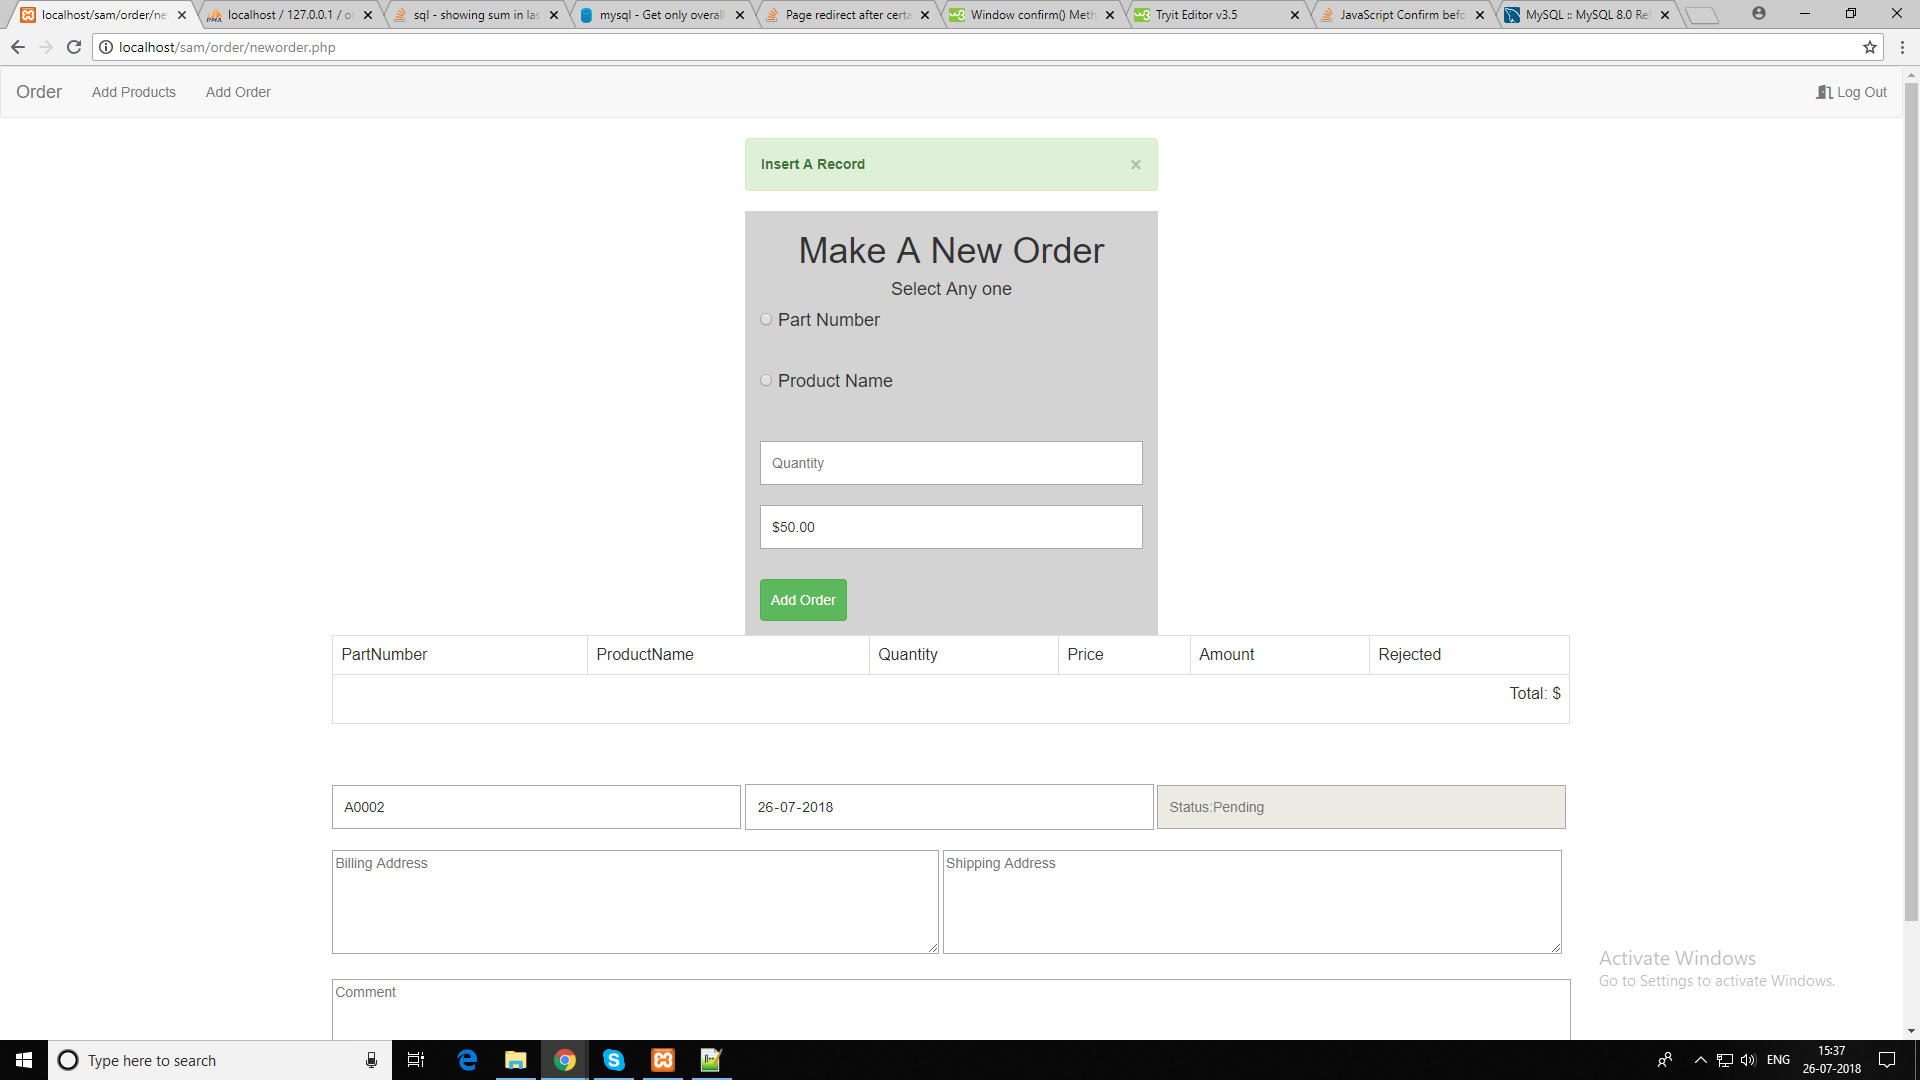 localhost/sam/order/ne
localhost / 127.0.0.1 / or
sql - showing sum in las
mysql - Get only overall
Page redirect after certa
Window confirm() Meth
Tryit Editor v3.5
JavaScript Confirm befo
MySQL :: MySQL 8.0 Ref
localhost/sam/order/neworder.php
Order Add Products Add Order Log Out
Insert A Record ×
Make A New Order
Select Any one
Part Number
Product Name
Quantity
$50.00
Add Order
PartNumber ProductName Quantity Price Amount Rejected
Total: $
A0002 26-07-2018 Status:Pending
Billing Address Shipping Address
Comment
Activate Windows
Go to Settings to activate Windows.
Type here to search
ENG
15:37
26-07-2018